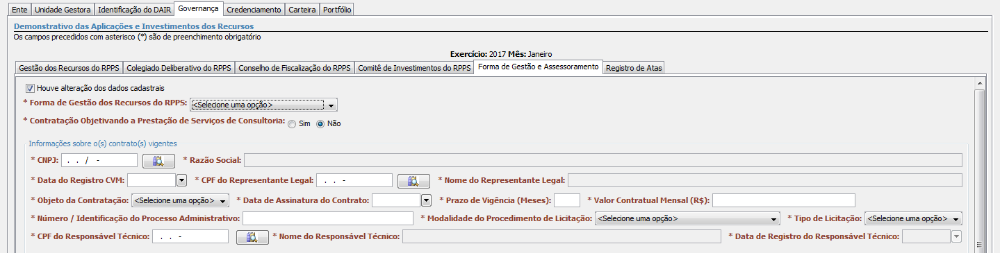 Ente Unidade Gestora Identificação do DAIR Governança Credenciamento Carteira Portfólio
Demonstrativo das Aplicações e Investimentos dos Recursos
Os campos precedidos com asterisco (*) são de preenchimento obrigatório
Exercício: 2017 Mês: Janeiro
Gestão dos Recursos do RPPS Colegiado Deliberativo do RPPS Conselho de Fiscalização do RPPS Comitê de Investimentos do RPPS Forma de Gestão e Assessoramento Registro de Atas
Houve alteração dos dados cadastrais
* Forma de Gestão dos Recursos do RPPS: <Selecione uma opção>
* Contratação Objetivando a Prestação de Serviços de Consultoria: Sim Não
Informações sobre o(s) contrato(s) vigentes
* CNPJ: . . / - * Razão Social:
* Data do Registro CVM: * CPF do Representante Legal: . . - * Nome do Representante Legal:
* Objeto da Contratação: <Selecione uma opção> * Data de Assinatura do Contrato: * Prazo de Vigência (Meses): * Valor Contratual Mensal (R$):
* Número / Identificação do Processo Administrativo: * Modalidade do Procedimento de Licitação: <Selecione uma opção> * Tipo de Licitação: <Selecione uma opção>
* CPF do Responsável Técnico: . . - * Nome do Responsável Técnico: * Data de Registro do Responsável Técnico: